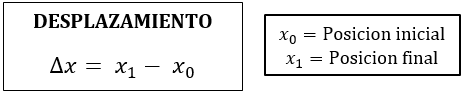 DESPLAZAMIENTO
Δx = x₁ − x₀
x₀ = Posicion inicial
x₁ = Posicion final